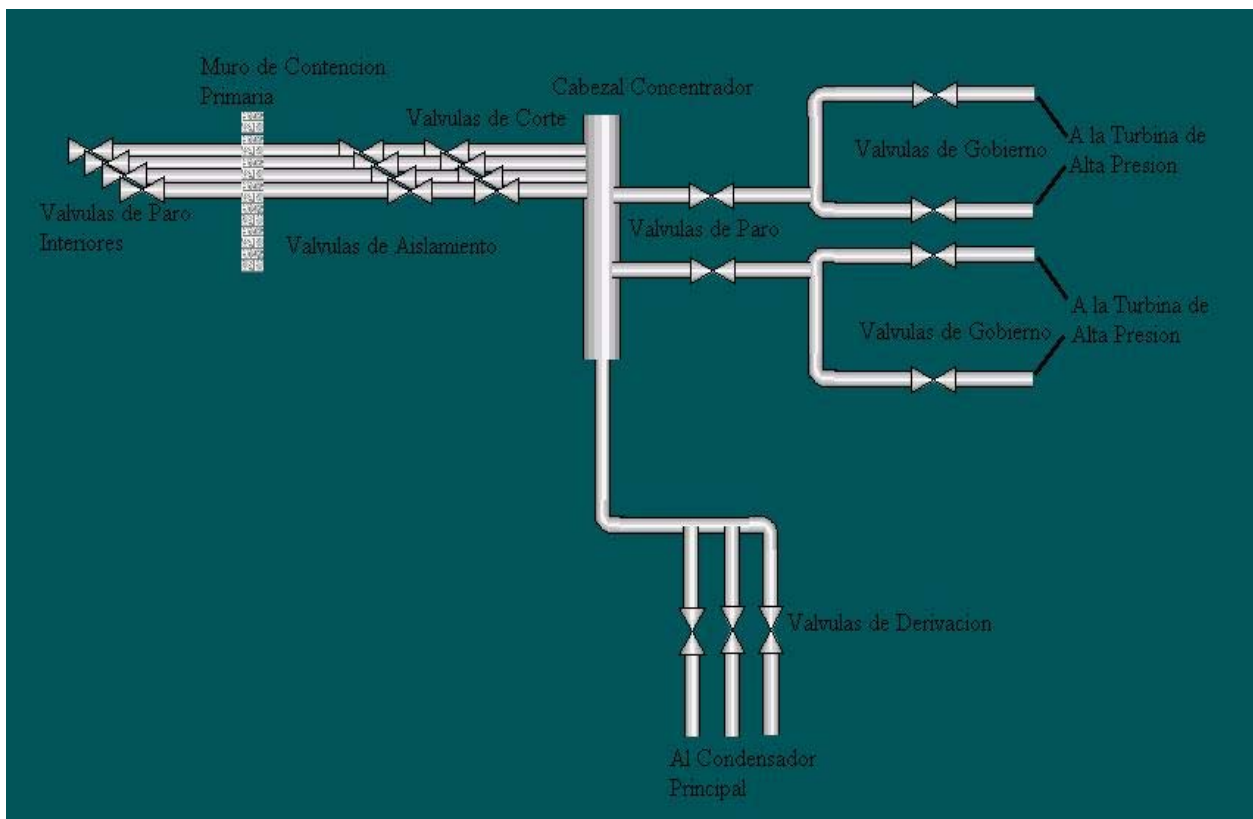 Muro de Contencion
Primaria
Cabezal Concentrador
Valvulas de Corte
Valvulas de Gobierno
A la Turbina de
Alta Presion
Valvulas de Paro
Interiores
Valvulas de Aislamiento
Valvulas de Paro
A la Turbina de
Alta Presion
Valvulas de Gobierno
Valvulas de Derivacion
Al Condensador
Principal